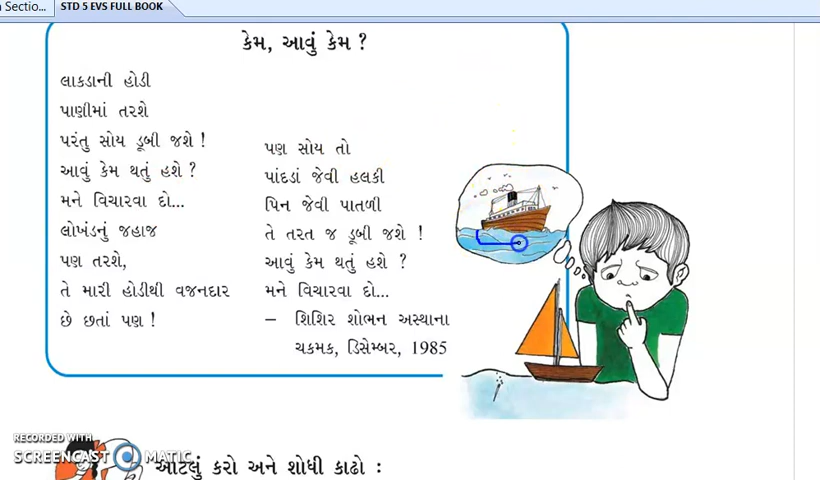 Sectio...
STD 5 EVS FULL BOOK
કેમ, આવું કેમ ?
લાકડાની હોડી
પાણીમાં તરશે
પરંતુ સોય ડૂબી જશે !
આવું કેમ થતું હશે ?
મને વિચારવા દો...
લોખંડનું જહાજ
પણ તરશે,
તે મારી હોડીથી વજનદાર
છે છતાં પણ !
પણ સોય તો
પાંદડાં જેવી હલકી
પિન જેવી પાતળી
તે તરત જ ડૂબી જશે !
આવું કેમ થતું હશે ?
મને વિચારવા દો...
– શિશિર શોભન અસ્થાના
ચકમક, ડિસેમ્બર, 1985
RECORDED WITH
SCREENCAST MATIC
આટલું કરો અને શોધી કાઢો :